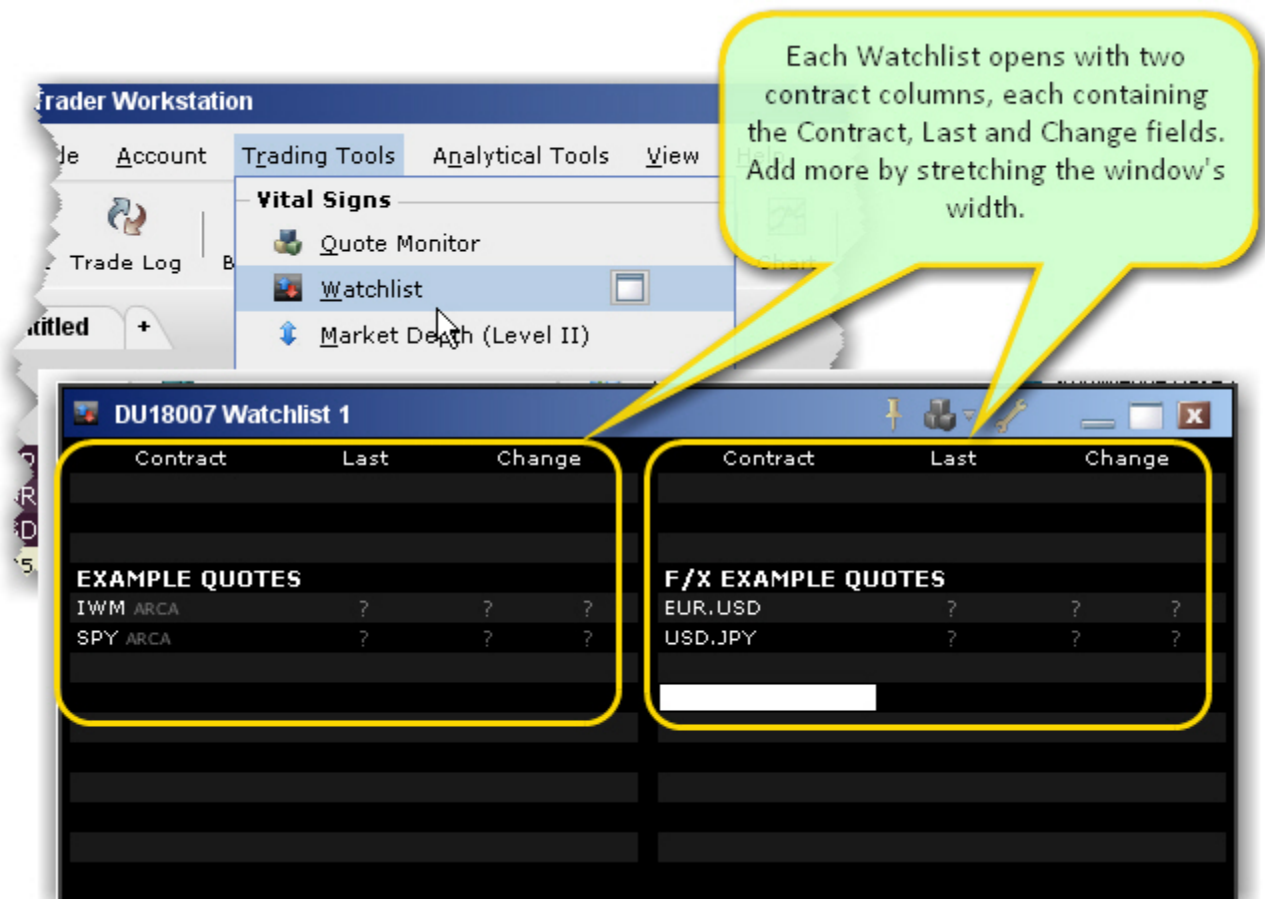 Each Watchlist opens with two
contract columns, each containing
the Contract, Last and Change fields.
Add more by stretching the window's
width.
Trader Workstation
Account Trading Tools Analytical Tools View Help
Vital Signs
Quote Monitor
Trade Log
Watchlist
Chart
Market Depth (Level II)
+
DU18007 Watchlist 1
Contract Last Change Contract Last Change
EXAMPLE QUOTES F/X EXAMPLE QUOTES
IWM ARCA ? ? ? EUR.USD ? ? ?
SPY ARCA ? ? ? USD.JPY ? ? ?